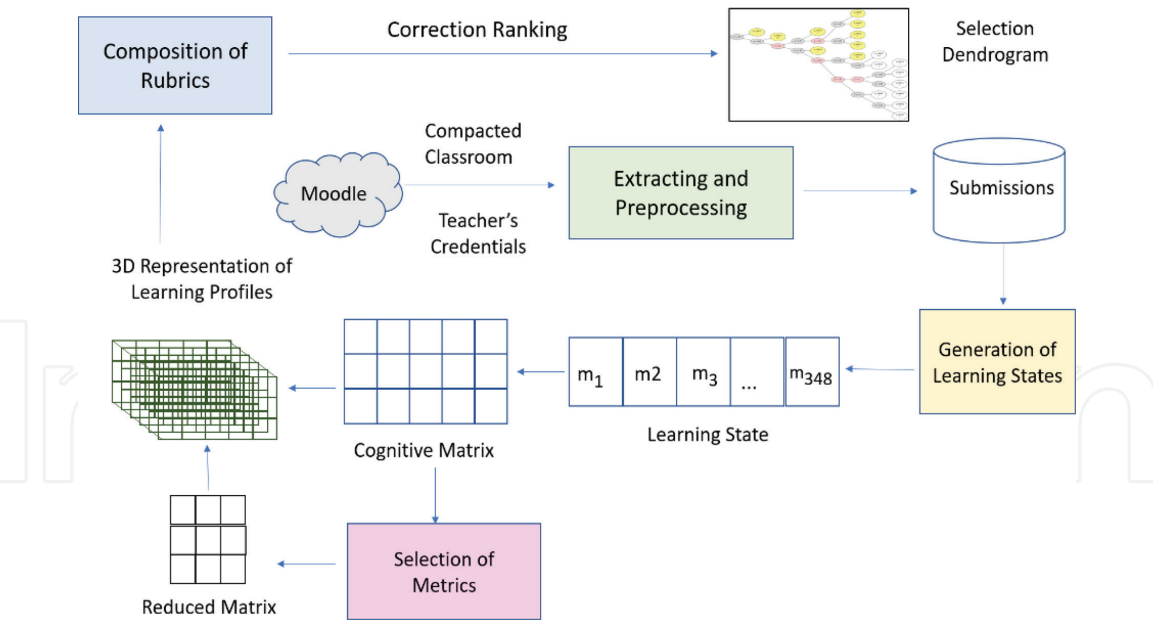 Composition of
Rubrics
Correction Ranking
Selection
Dendrogram
Compacted
Classroom
Moodle
Teacher's
Credentials
Extracting and
Preprocessing
Submissions
3D Representation of
Learning Profiles
Generation of
Learning States
m1 m2 m3 ... m348
Learning State
Cognitive Matrix
Selection of
Metrics
Reduced Matrix